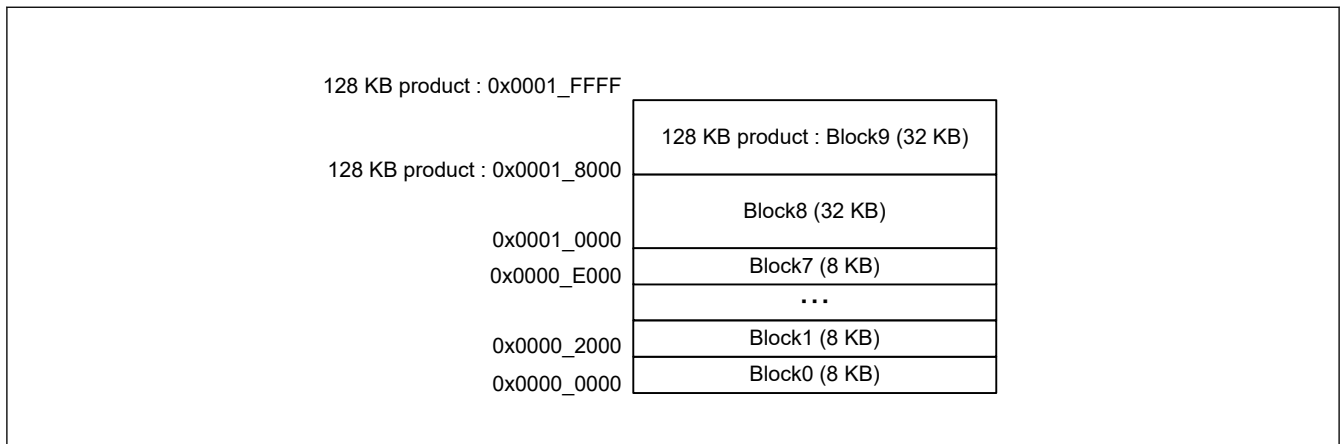 128 KB product : 0x0001_FFFF
128 KB product : Block9 (32 KB)
128 KB product : 0x0001_8000
Block8 (32 KB)
0x0001_0000
Block7 (8 KB)
0x0000_E000
...
Block1 (8 KB)
0x0000_2000
Block0 (8 KB)
0x0000_0000